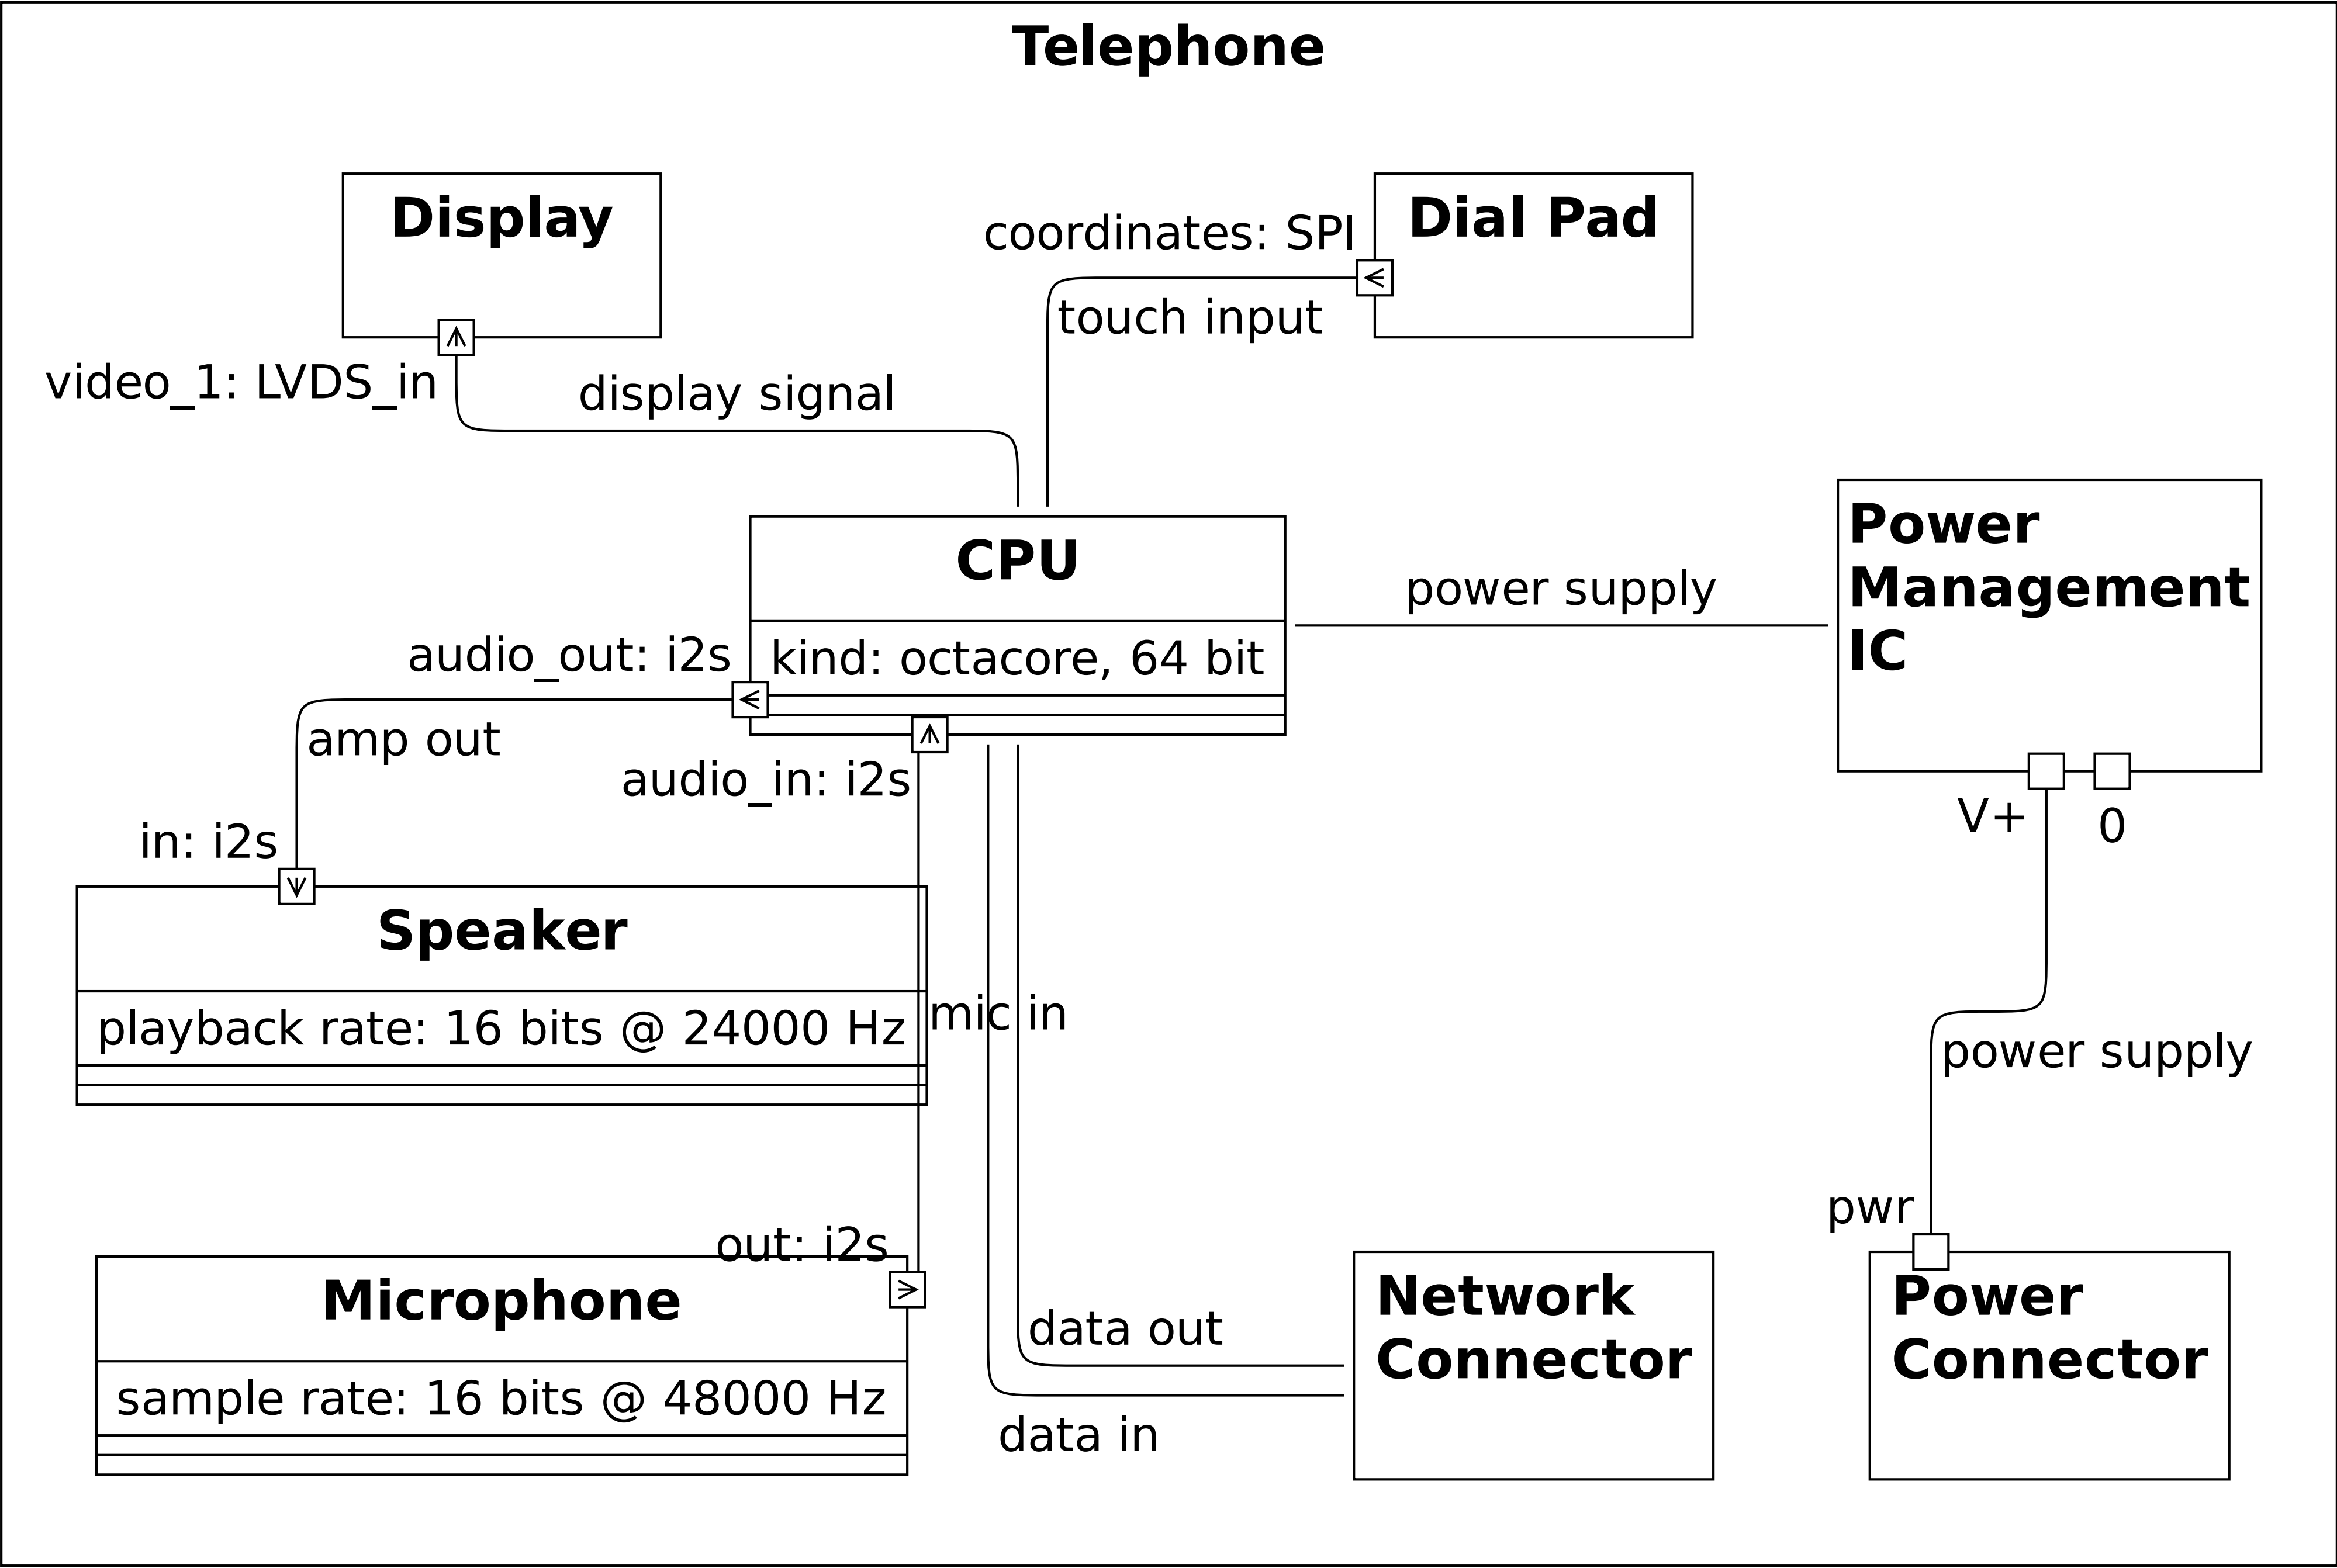 Telephone
Display
coordinates: SPI
Dial Pad
touch input
video_1: LVDS_in
display signal
CPU
kind: octacore, 64 bit
power supply
Power
Management
IC
audio_out: i2s
amp out
audio_in: i2s
V+
0
in: i2s
Speaker
playback rate: 16 bits @ 24000 Hz
mic in
power supply
pwr
out: i2s
Microphone
sample rate: 16 bits @ 48000 Hz
data out
data in
Network
Connector
Power
Connector